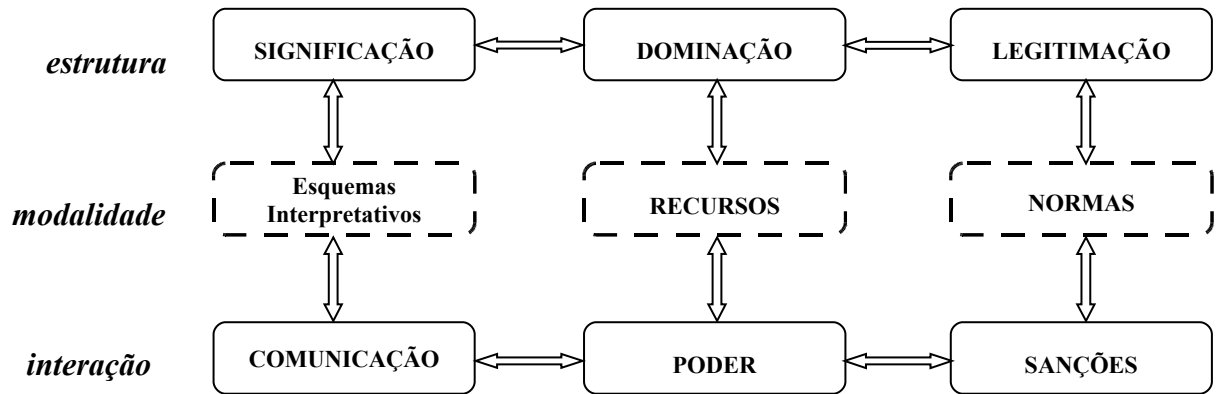 estrutura
SIGNIFICAÇÃO
DOMINAÇÃO
LEGITIMAÇÃO
modalidade
Esquemas
Interpretativos
RECURSOS
NORMAS
interação
COMUNICAÇÃO
PODER
SANÇÕES